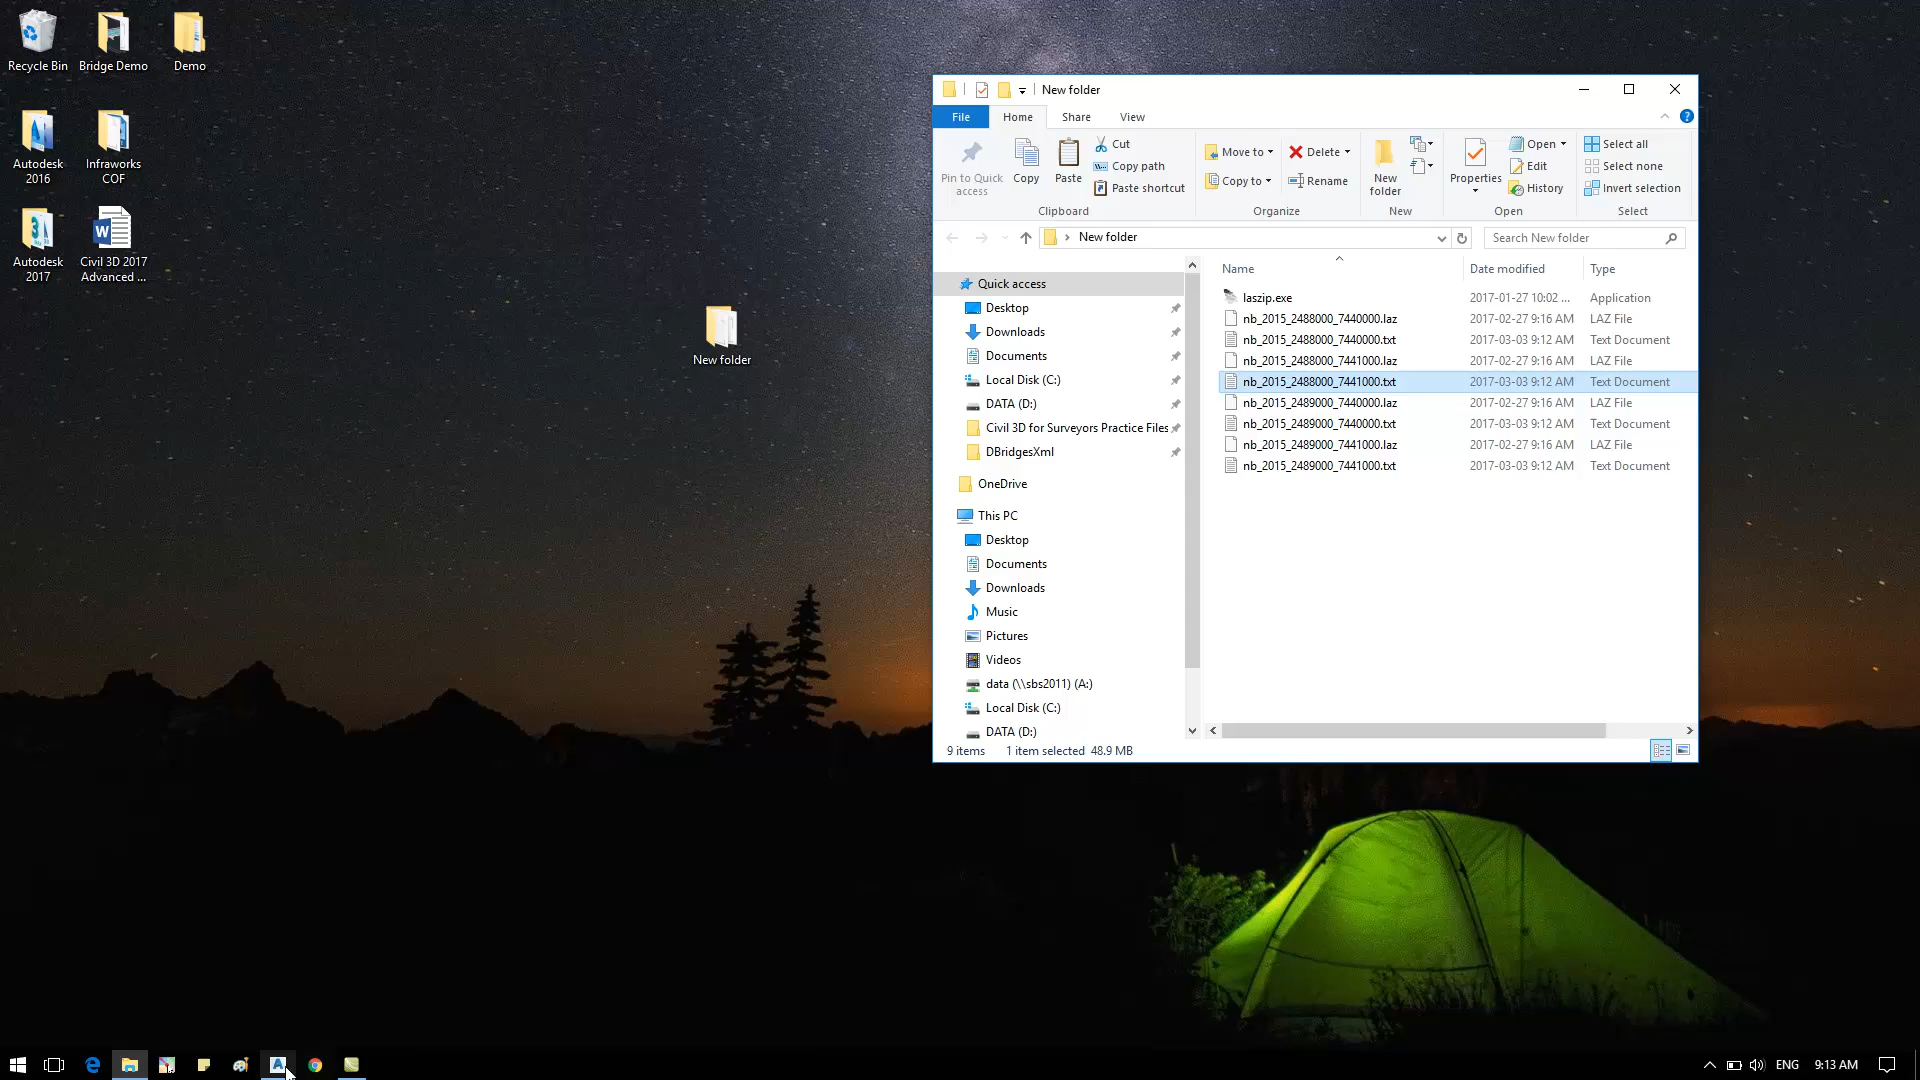 Recycle Bin
Bridge Demo
Demo
Autodesk
2016
Infraworks
COF
Autodesk
2017
Civil 3D 2017
Advanced ...
New folder
New folder
File
Home
Share
View
Pin to Quick
access
Copy
Paste
Cut
Copy path
Paste shortcut
Clipboard
Move to
Copy to
Delete
Rename
Organize
New
folder
New
Properties
Open
Edit
History
Open
Select all
Select none
Invert selection
Select
New folder
Search New folder
Quick access
Desktop
Downloads
Documents
Local Disk (C:)
DATA (D:)
Civil 3D for Surveyors Practice Files
DBridgesXml
OneDrive
This PC
Desktop
Documents
Downloads
Music
Pictures
Videos
data (\\sbs2011) (A:)
Local Disk (C:)
DATA (D:)
Name Date modified Type
laszip.exe 2017-01-27 10:02 ... Application
nb_2015_2488000_7440000.laz 2017-02-27 9:16 AM LAZ File
nb_2015_2488000_7440000.txt 2017-03-03 9:12 AM Text Document
nb_2015_2488000_7441000.laz 2017-02-27 9:16 AM LAZ File
nb_2015_2488000_7441000.txt 2017-03-03 9:12 AM Text Document
nb_2015_2489000_7440000.laz 2017-02-27 9:16 AM LAZ File
nb_2015_2489000_7440000.txt 2017-03-03 9:12 AM Text Document
nb_2015_2489000_7441000.laz 2017-02-27 9:16 AM LAZ File
nb_2015_2489000_7441000.txt 2017-03-03 9:12 AM Text Document
9 items 1 item selected 48.9 MB
ENG 9:13 AM